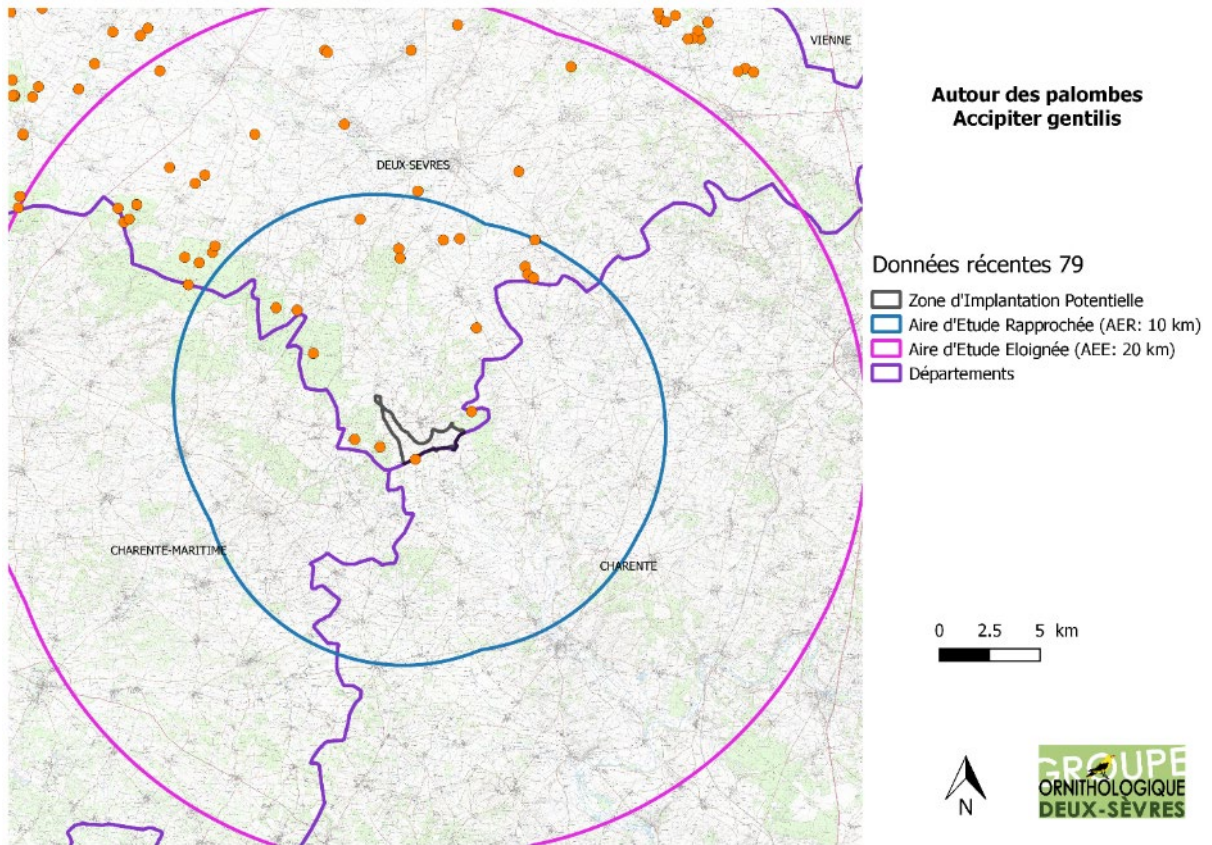 VIENNE
DEUX-SÈVRES
CHARENTE-MARITIME
CHARENTE
Autour des palombes
Accipiter gentilis
Données récentes 79
Zone d'Implantation Potentielle
Aire d'Etude Rapprochée (AER: 10 km)
Aire d'Etude Eloignée (AEE: 20 km)
Départements
0 2.5 5 km
N
GROUPE
ORNITHOLOGIQUE
DEUX-SÈVRES